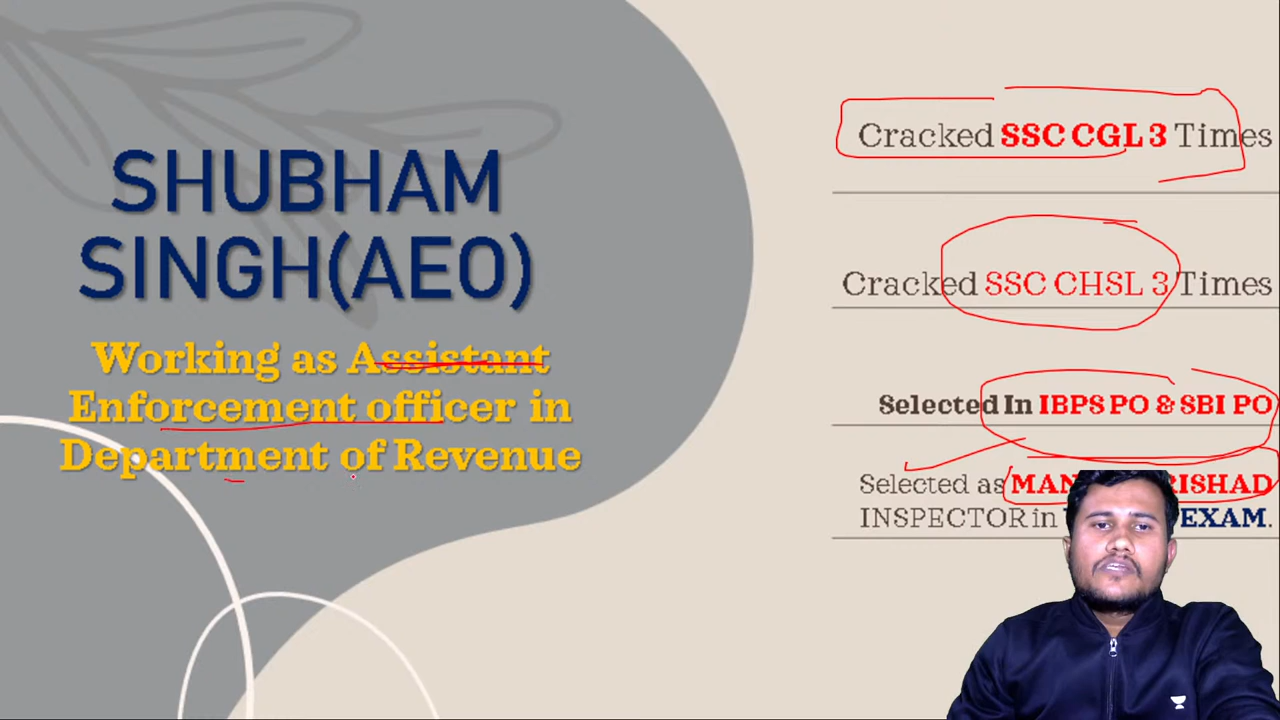 SHUBHAM
SINGH(AEO)
Working as Assistant
Enforcement officer in
Department of Revenue
Cracked SSC CGL 3 Times
Cracked SSC CHSL 3 Times
Selected In IBPS PO & SBI PO
Selected as
INSPECTOR in EXAM.